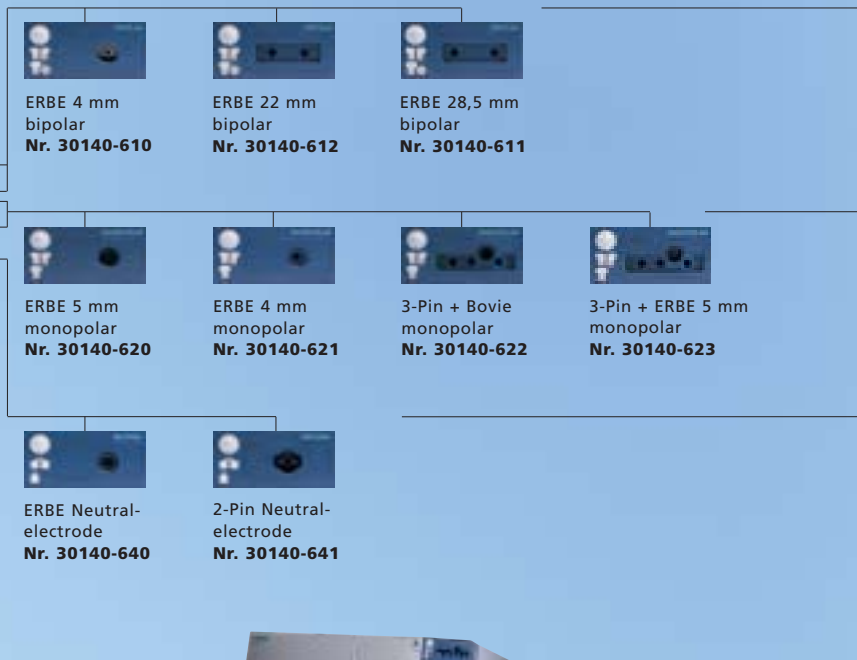 ERBE 4 mm
bipolar
Nr. 30140-610
ERBE 22 mm
bipolar
Nr. 30140-612
ERBE 28,5 mm
bipolar
Nr. 30140-611
ERBE 5 mm
monopolar
Nr. 30140-620
ERBE 4 mm
monopolar
Nr. 30140-621
3-Pin + Bovie
monopolar
Nr. 30140-622
3-Pin + ERBE 5 mm
monopolar
Nr. 30140-623
ERBE Neutral-
electrode
Nr. 30140-640
2-Pin Neutral-
electrode
Nr. 30140-641